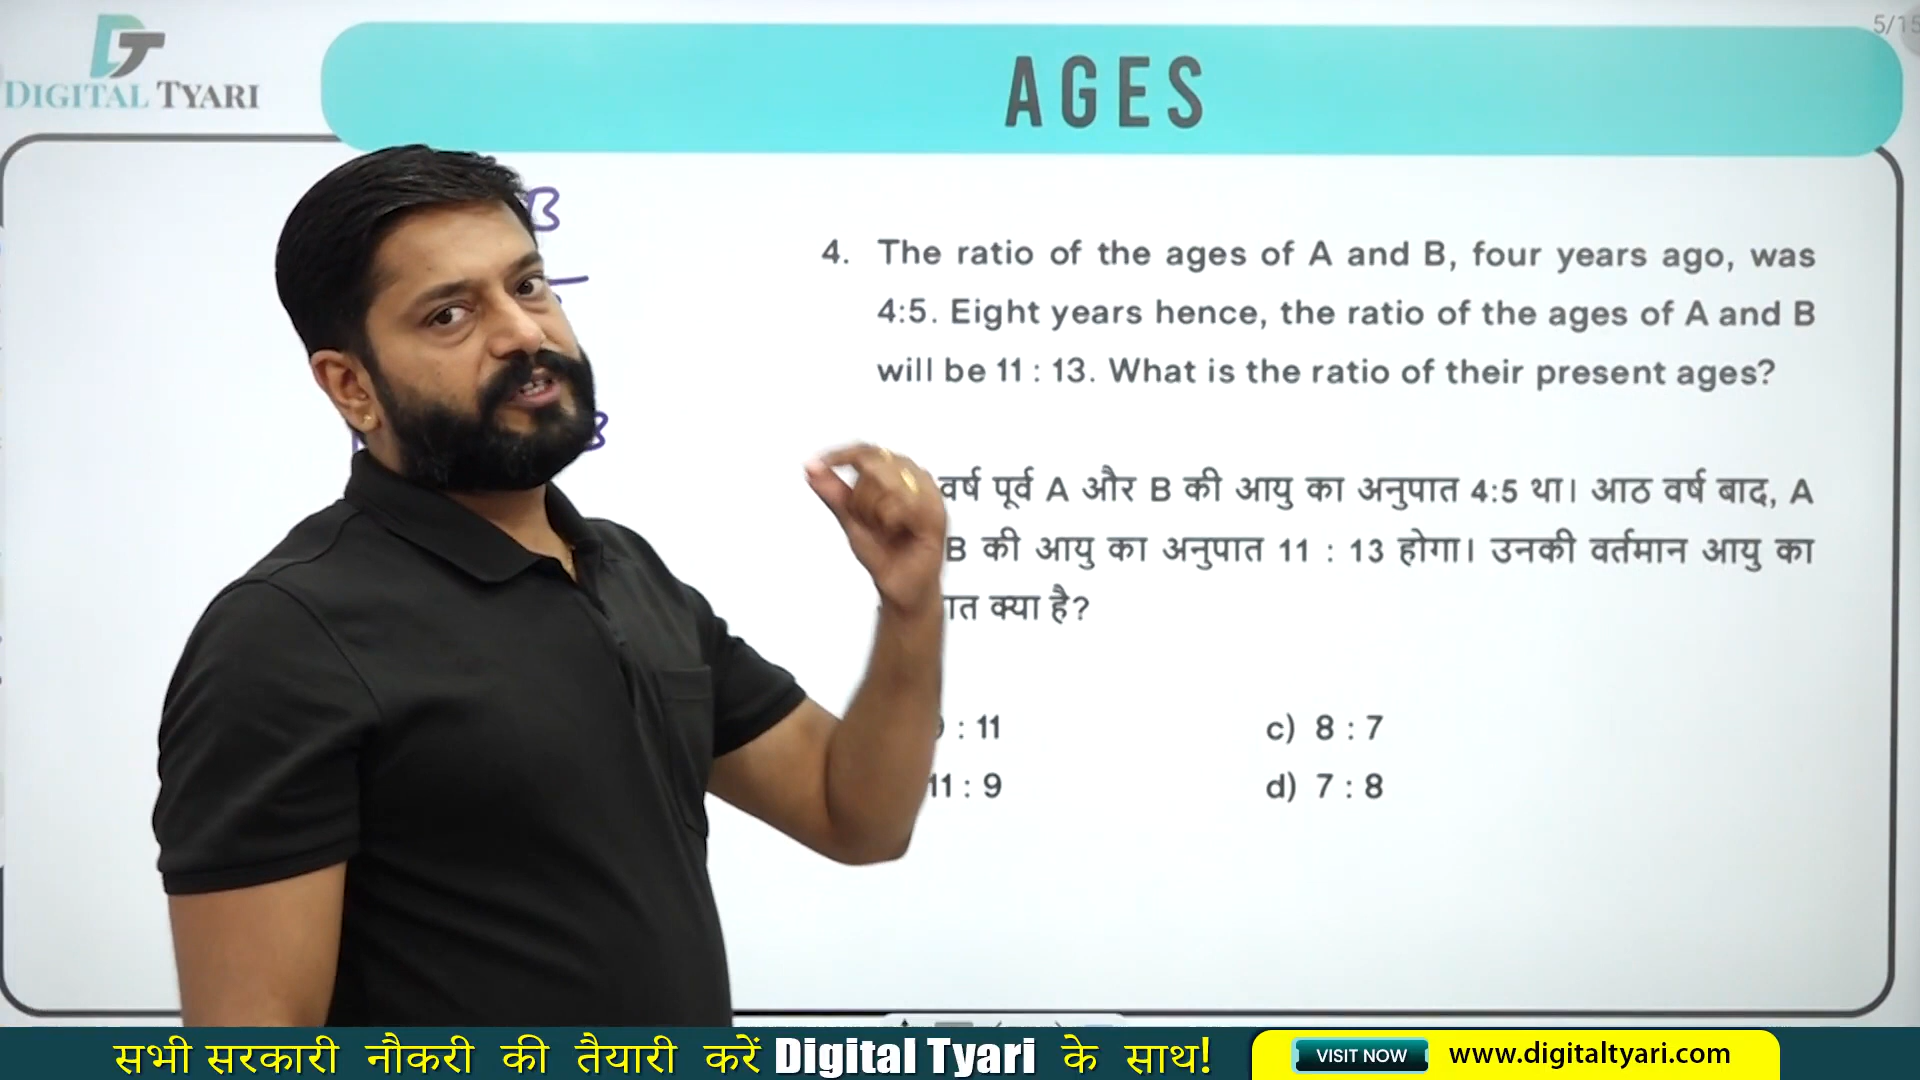 5/15
DT
DIGITAL TYARI
AGES
B
4. The ratio of the ages of A and B, four years ago, was
4:5. Eight years hence, the ratio of the ages of A and B
will be 11 : 13. What is the ratio of their present ages?
B
वर्ष पूर्व A और B की आयु का अनुपात 4:5 था। आठ वर्ष बाद, A
B की आयु का अनुपात 11 : 13 होगा। उनकी वर्तमान आयु का
क्या है?
: 11
c) 8 : 7
11 : 9
d) 7 : 8
सभी सरकारी नौकरी की तैयारी करें Digital Tyari के साथ!
VISIT NOW
www.digitaltyari.com